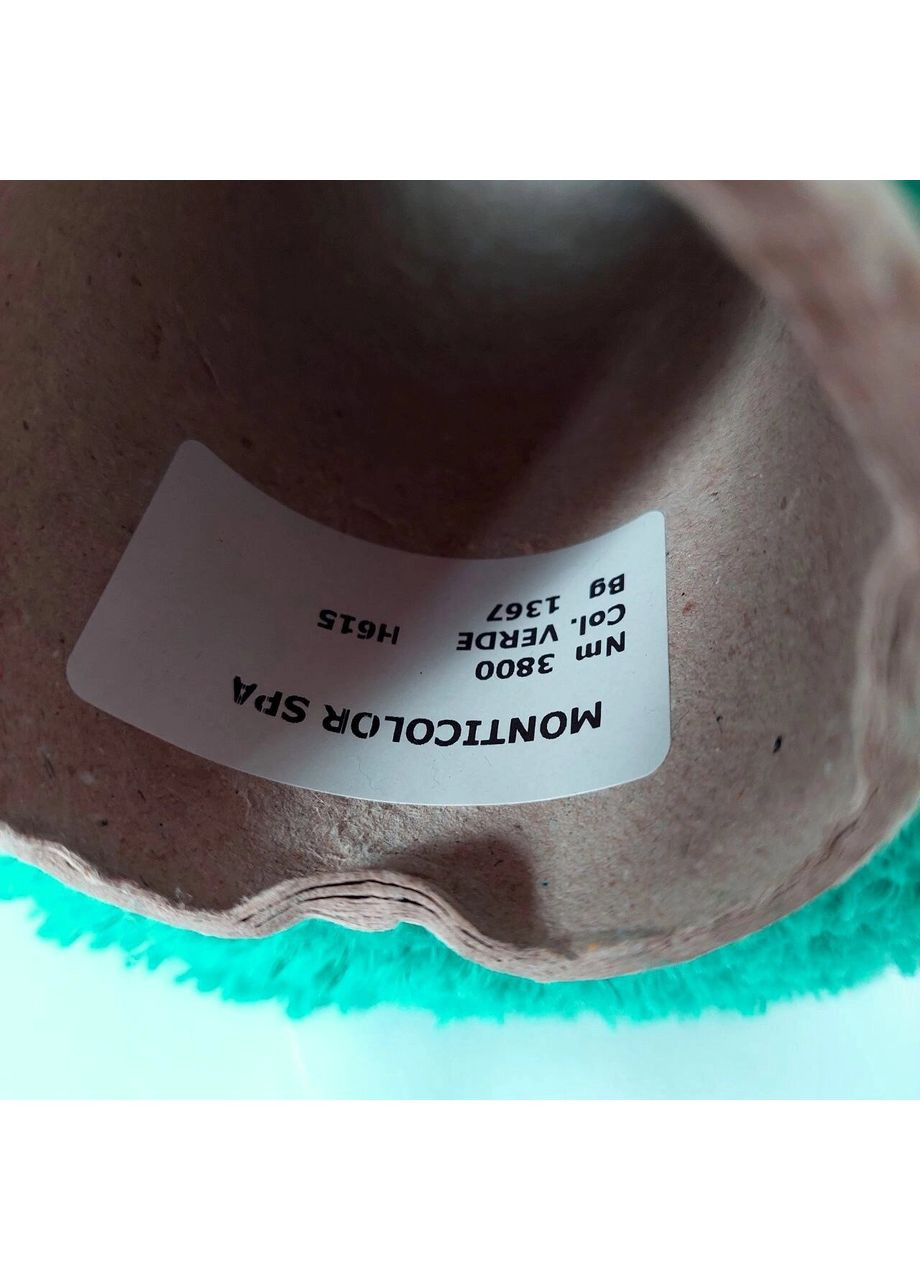 MONTICOLOR SPA
Nm 3800
Col. VERDE H615
Bg 1367